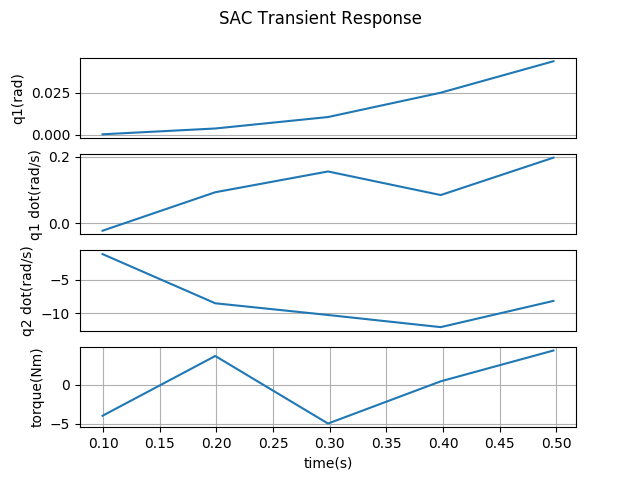 SAC Transient Response
q1(rad)
0.025
0.000
q1 dot(rad/s)
0.2
0.0
q2 dot(rad/s)
−5
−10
torque(Nm)
0
−5
0.10 0.15 0.20 0.25 0.30 0.35 0.40 0.45 0.50
time(s)